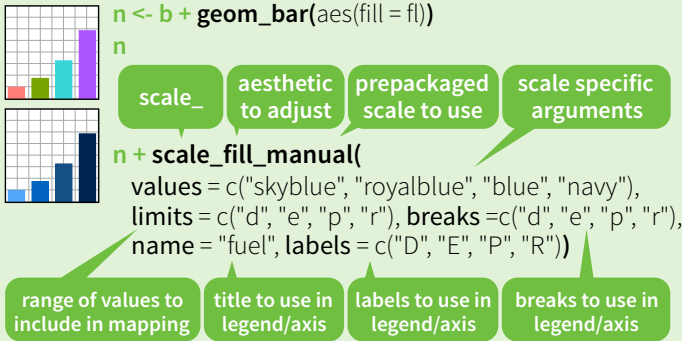 n <- b + geom_bar(aes(fill = fl))
n
scale_
aesthetic
to adjust
prepackaged
scale to use
scale specific
arguments
n + scale_fill_manual(
values = c("skyblue", "royalblue", "blue", "navy"),
limits = c("d", "e", "p", "r"), breaks =c("d", "e", "p", "r"),
name = "fuel", labels = c("D", "E", "P", "R"))
range of values to
include in mapping
title to use in
legend/axis
labels to use in
legend/axis
breaks to use in
legend/axis